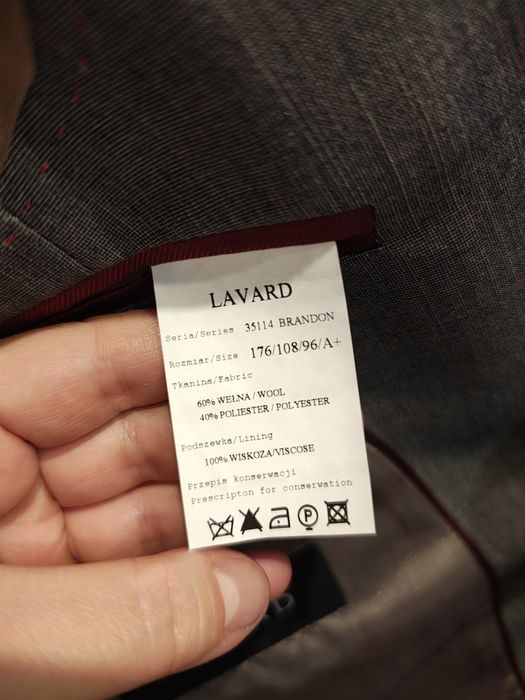 LAVARD
Seria/Series 35114 BRANDON
Rozmiar/Size 176/108/96/A+
Tkanina/Fabric
60% WEŁNA / WOOL
40% POLIESTER / POLYESTER
Podszewka/Lining
100% WISKOZA/VISCOSE
Przepis konserwacji
Prescripton for conservation
P